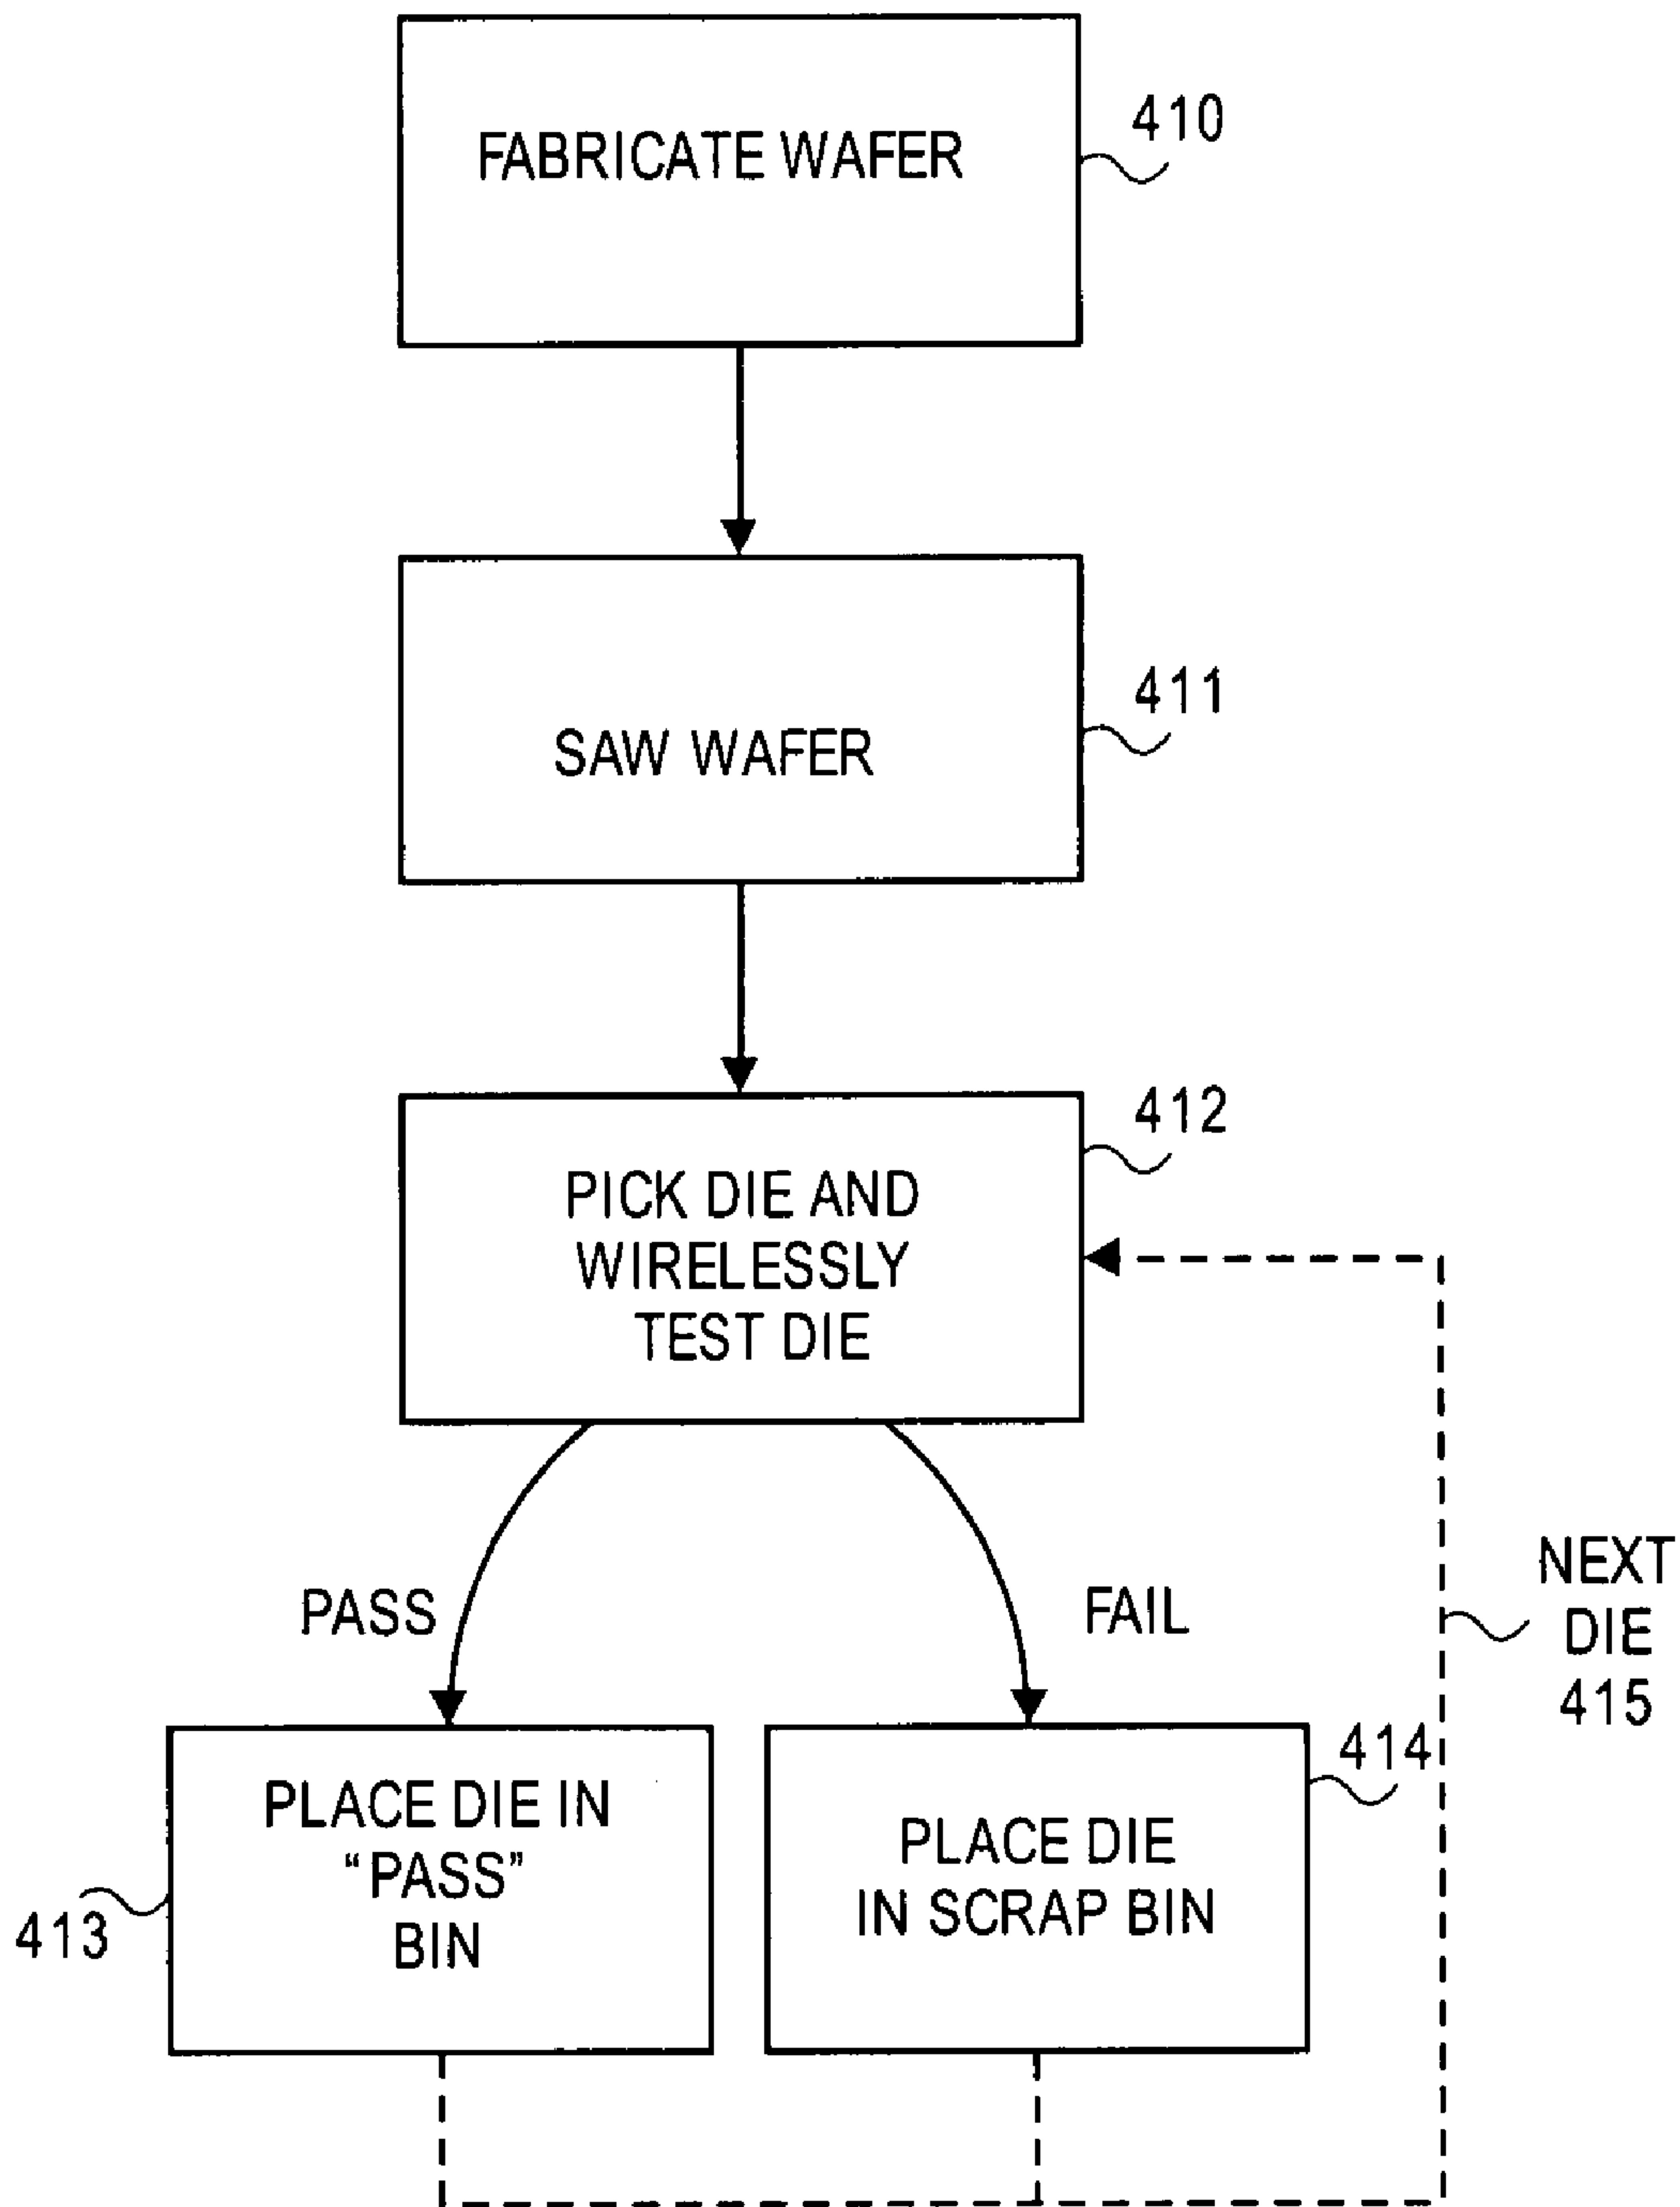 FABRICATE WAFER
410
SAW WAFER
411
412
PICK DIE AND
WIRELESSLY
TEST DIE
PASS
FAIL
NEXT
DIE
415
PLACE DIE IN
“PASS”
BIN
413
414
PLACE DIE
IN SCRAP BIN